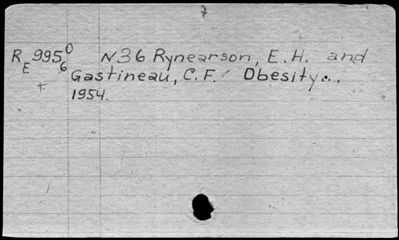 7
R E 995 0 6 N36 Rynearson, E. H. and
Gastineau, C. F. Obesity...
1954.